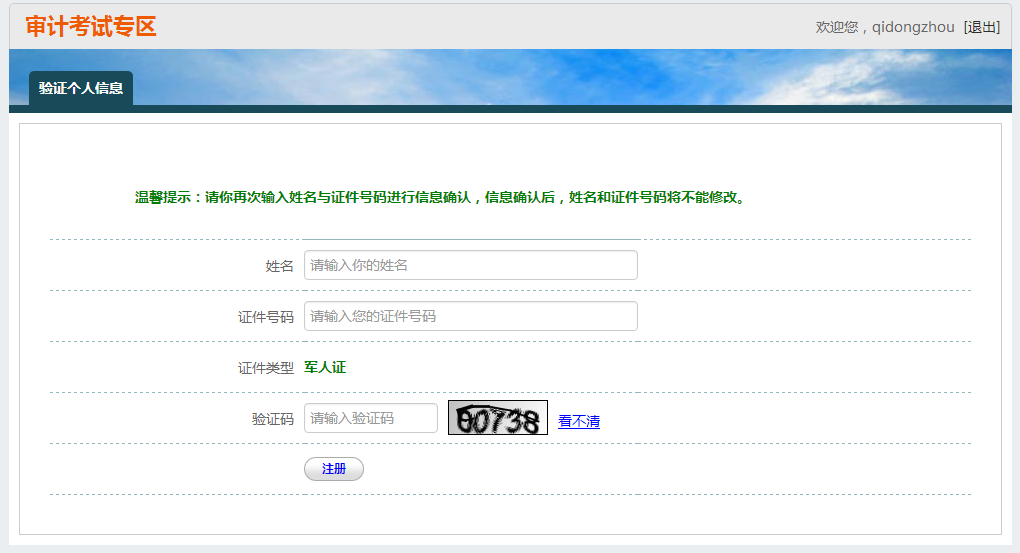 审计考试专区
欢迎您，qidongzhou [退出]
验证个人信息
温馨提示：请你再次输入姓名与证件号码进行信息确认，信息确认后，姓名和证件号码将不能修改。
姓名 请输入你的姓名
证件号码 请输入您的证件号码
证件类型 军人证
验证码 请输入验证码 看不清
注册